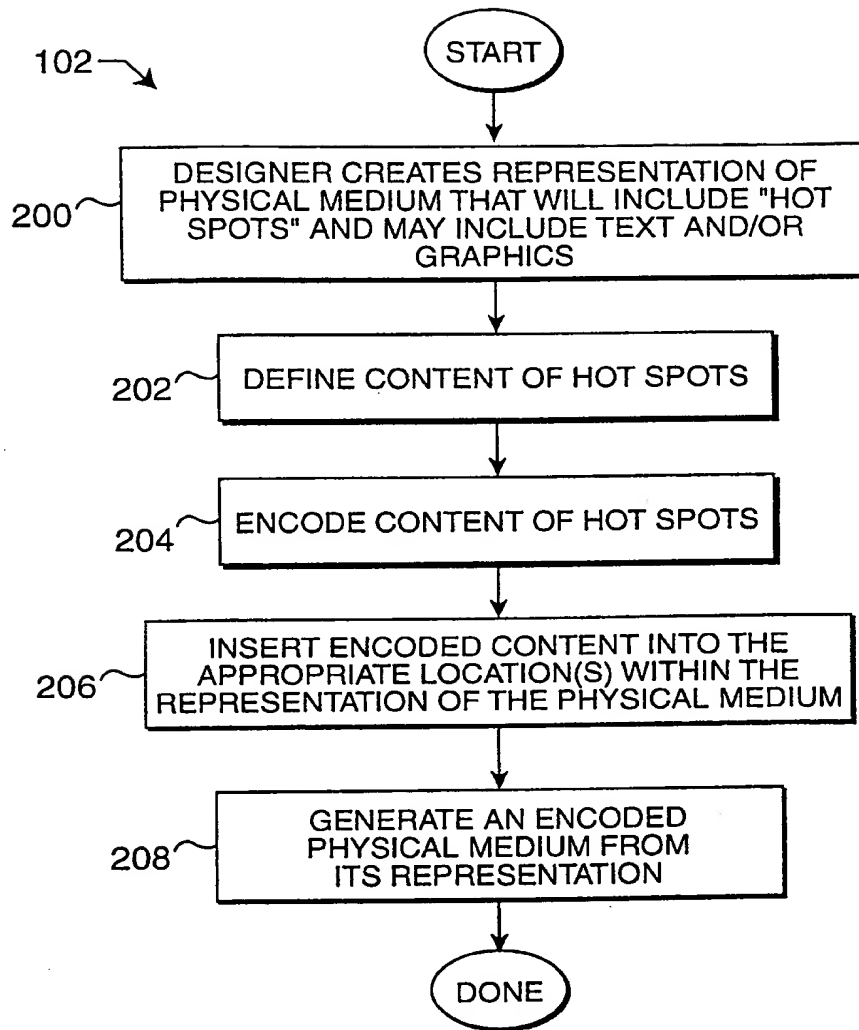 102
START
200
DESIGNER CREATES REPRESENTATION OF
PHYSICAL MEDIUM THAT WILL INCLUDE "HOT
SPOTS" AND MAY INCLUDE TEXT AND/OR
GRAPHICS
202
DEFINE CONTENT OF HOT SPOTS
204
ENCODE CONTENT OF HOT SPOTS
206
INSERT ENCODED CONTENT INTO THE
APPROPRIATE LOCATION(S) WITHIN THE
REPRESENTATION OF THE PHYSICAL MEDIUM
208
GENERATE AN ENCODED
PHYSICAL MEDIUM FROM
ITS REPRESENTATION
DONE